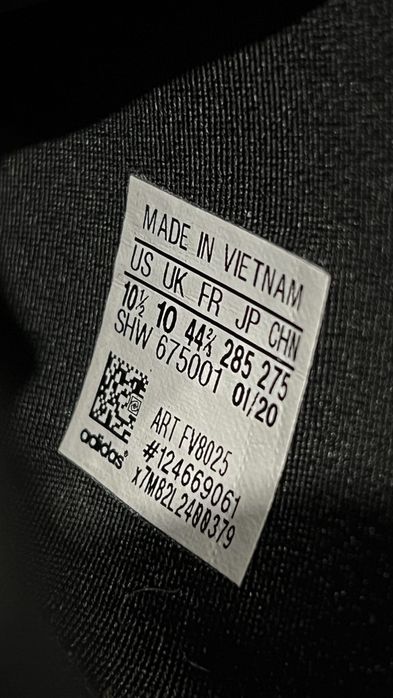 MADE IN VIETNAM
US UK FR JP CHN
10½ 10 44⅔ 285 275
SHW 675001 01/20
ART FV8025
#124669061
x7M82L2400379
adidas®